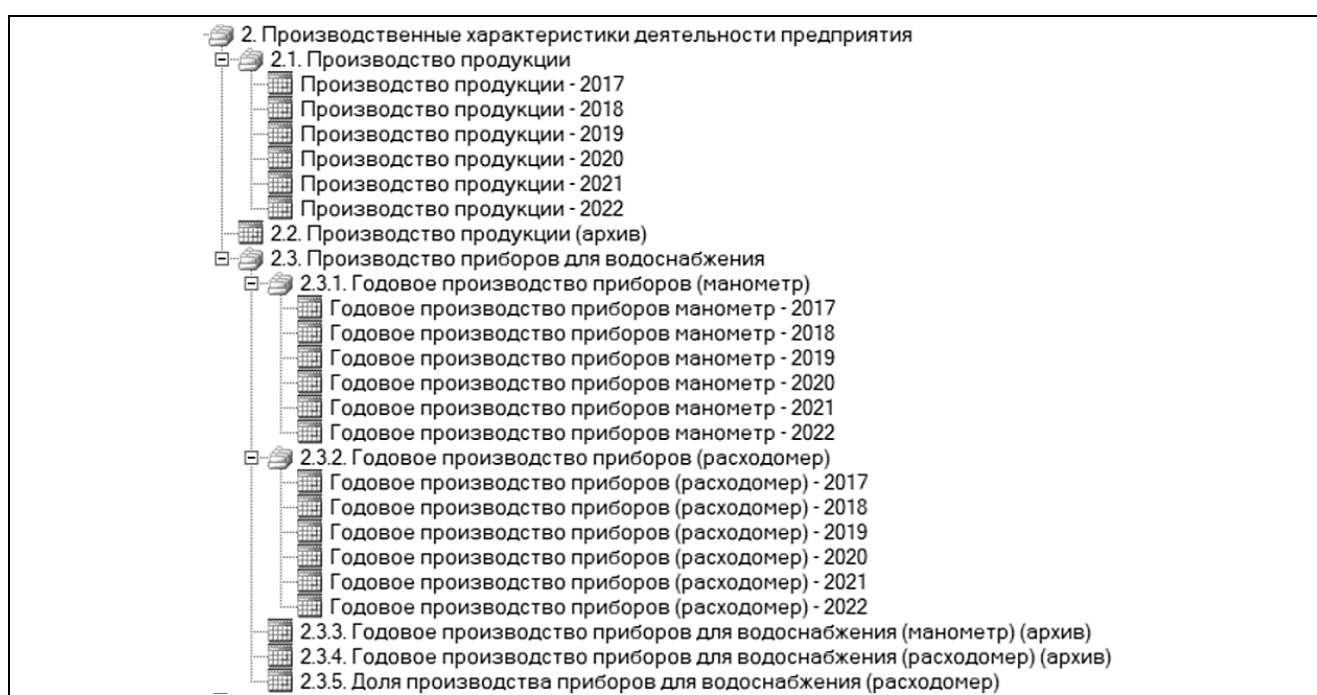 2. Производственные характеристики деятельности предприятия
2.1. Производство продукции
Производство продукции - 2017
Производство продукции - 2018
Производство продукции - 2019
Производство продукции - 2020
Производство продукции - 2021
Производство продукции - 2022
2.2. Производство продукции (архив)
2.3. Производство приборов для водоснабжения
2.3.1. Годовое производство приборов (манометр)
Годовое производство приборов манометр - 2017
Годовое производство приборов манометр - 2018
Годовое производство приборов манометр - 2019
Годовое производство приборов манометр - 2020
Годовое производство приборов манометр - 2021
Годовое производство приборов манометр - 2022
2.3.2. Годовое производство приборов (расходомер)
Годовое производство приборов (расходомер) - 2017
Годовое производство приборов (расходомер) - 2018
Годовое производство приборов (расходомер) - 2019
Годовое производство приборов (расходомер) - 2020
Годовое производство приборов (расходомер) - 2021
Годовое производство приборов (расходомер) - 2022
2.3.3. Годовое производство приборов для водоснабжения (манометр) (архив)
2.3.4. Годовое производство приборов для водоснабжения (расходомер) (архив)
2.3.5. Доля производства приборов для водоснабжения (расходомер)